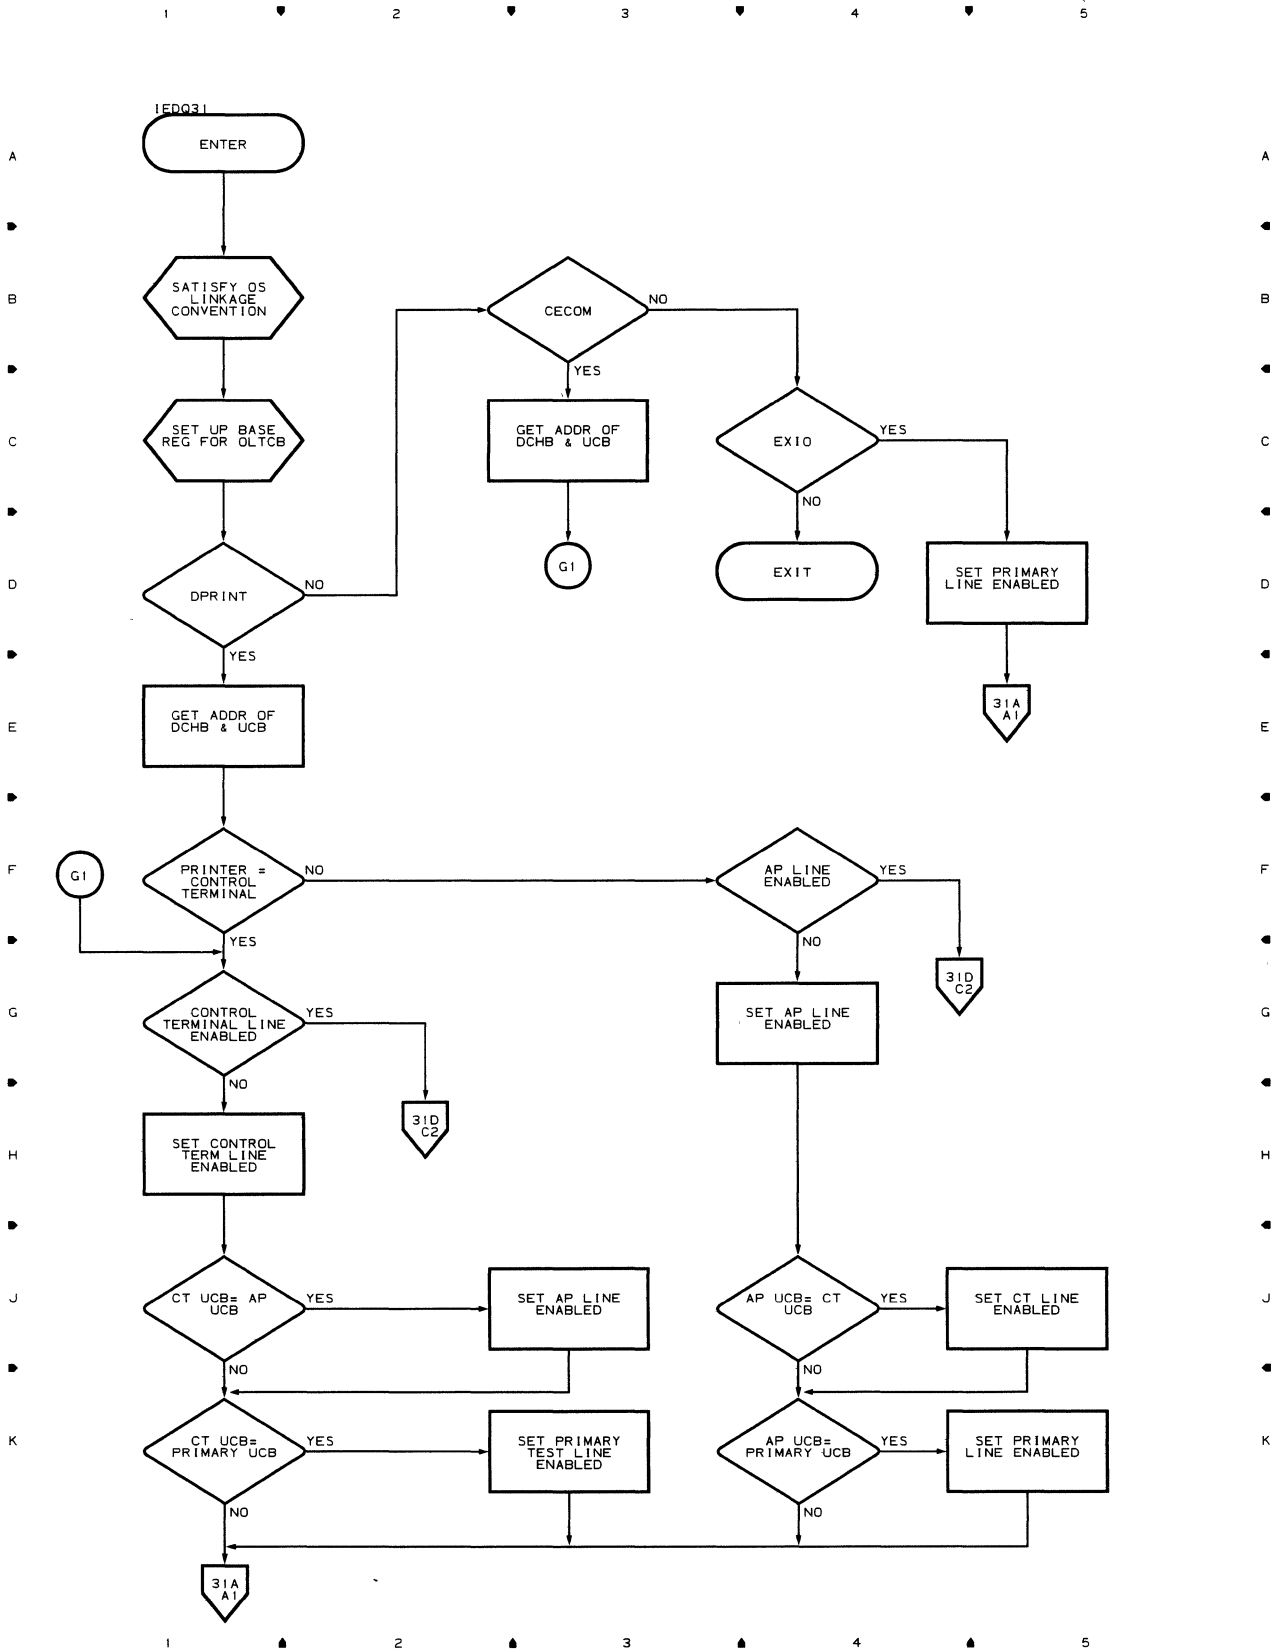 1 2 3 4 5
IEDQ31
ENTER
A A
SATISFY OS
LINKAGE
CONVENTION
CECOM
NO
B B
YES
SET UP BASE
REG FOR OLTCB
GET ADDR OF
DCHB & UCB
EXIO
YES
C C
NO
DPRINT
NO
G1
EXIT
SET PRIMARY
LINE ENABLED
D D
YES
GET ADDR OF
DCHB & UCB
31A
A1
E E
G1
PRINTER =
CONTROL
TERMINAL
NO
AP LINE
ENABLED
YES
F F
YES
NO
CONTROL
TERMINAL LINE
ENABLED
YES
SET AP LINE
ENABLED
31D
C2
G G
NO
31D
C2
SET CONTROL
TERM LINE
ENABLED
H H
CT UCB= AP
UCB
YES
SET AP LINE
ENABLED
AP UCB= CT
UCB
YES
SET CT LINE
ENABLED
J J
NO
NO
CT UCB=
PRIMARY UCB
YES
SET PRIMARY
TEST LINE
ENABLED
AP UCB=
PRIMARY UCB
YES
SET PRIMARY
LINE ENABLED
K K
NO
NO
31A
A1
1 2 3 4 5